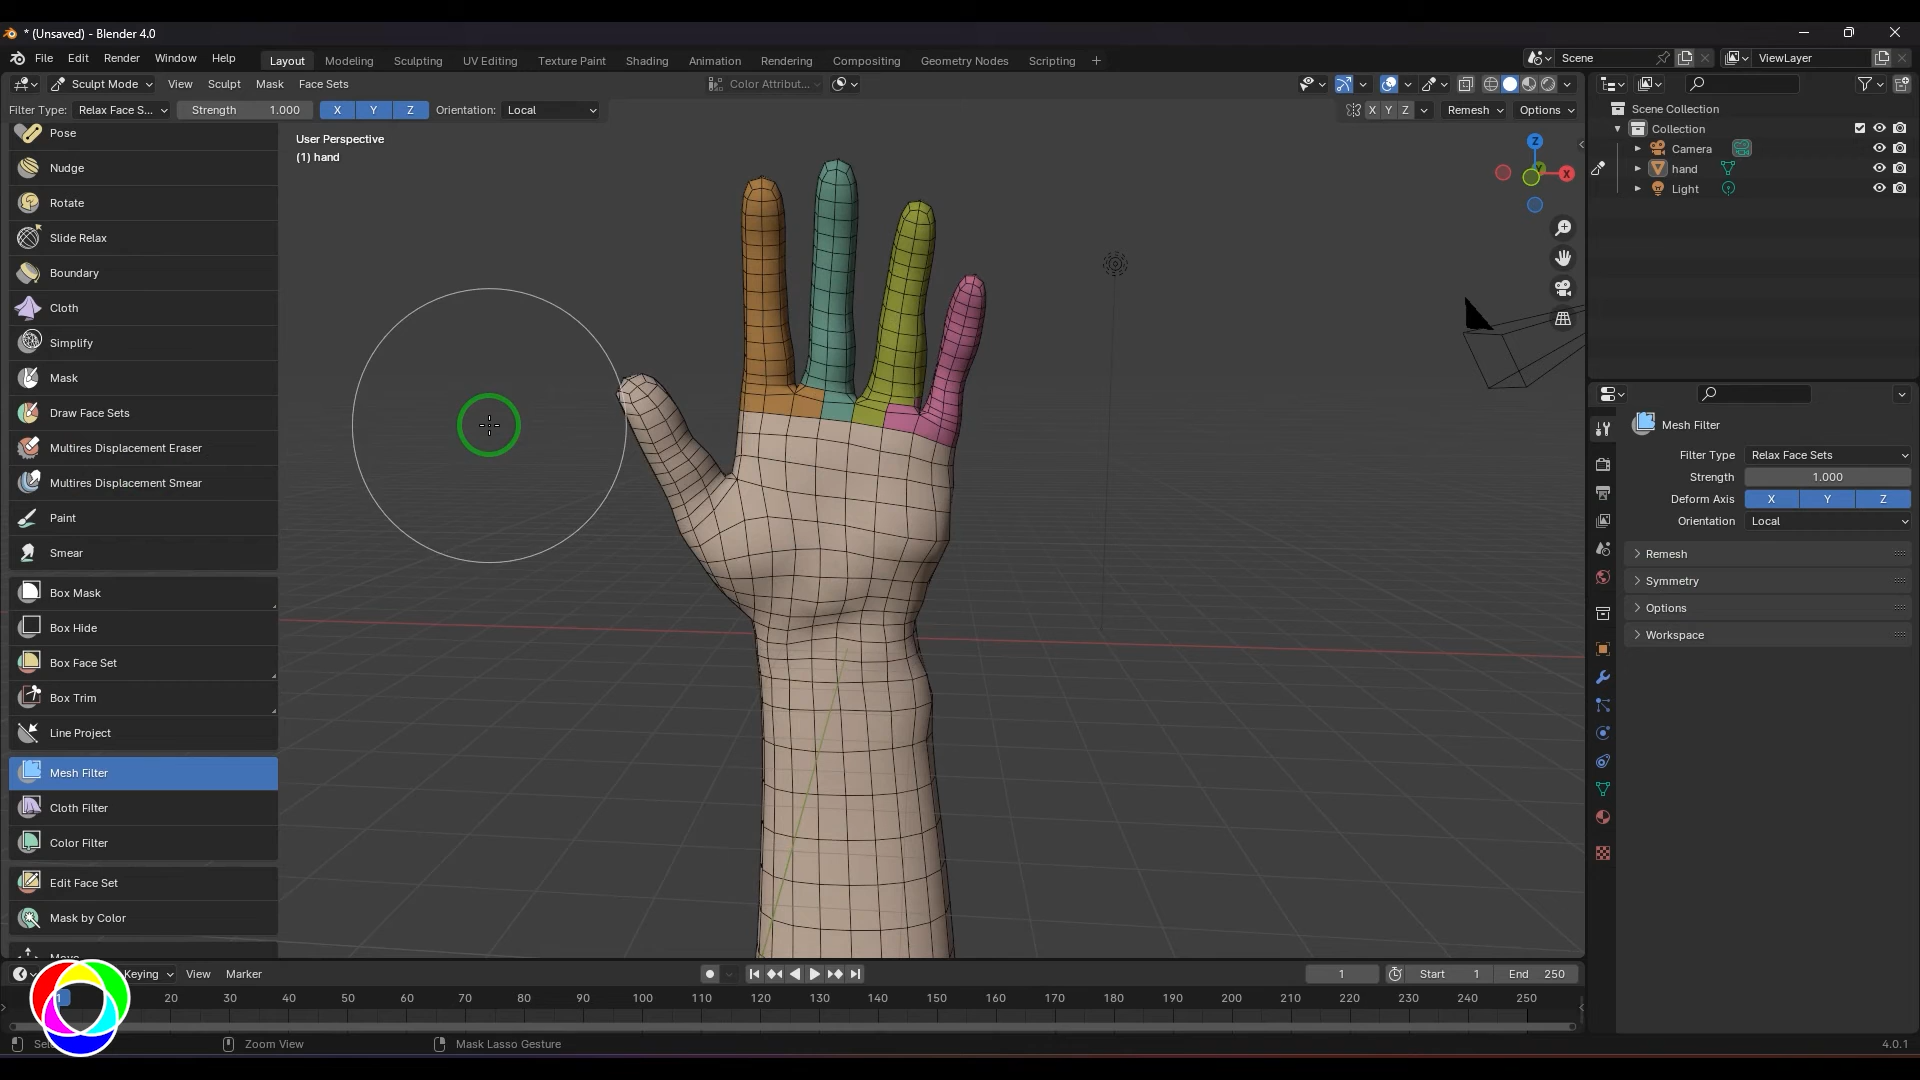 * (Unsaved) - Blender 4.0
File Edit Render Window Help Layout Modeling Sculpting UV Editing Texture Paint Shading Animation Rendering Compositing Geometry Nodes Scripting + Scene ViewLayer
Sculpt Mode View Sculpt Mask Face Sets Color Attribut...
Filter Type: Relax Face S... Strength 1.000 X Y Z Orientation: Local X Y Z Remesh Options
Scene Collection
Collection
Camera
hand
Light
User Perspective
(1) hand
Z
Y
X
Pose
Nudge
Rotate
Slide Relax
Boundary
Cloth
Simplify
Mask
Draw Face Sets
Multires Displacement Eraser
Multires Displacement Smear
Paint
Smear
Box Mask
Box Hide
Box Face Set
Box Trim
Line Project
Mesh Filter
Cloth Filter
Color Filter
Edit Face Set
Mask by Color
Move
Mesh Filter
Filter Type Relax Face Sets
Strength 1.000
Deform Axis X Y Z
Orientation Local
Remesh
Symmetry
Options
Workspace
Keying View Marker 1 Start 1 End 250
1 20 30 40 50 60 70 80 90 100 110 120 130 140 150 160 170 180 190 200 210 220 230 240 250
Zoom View Mask Lasso Gesture 4.0.1